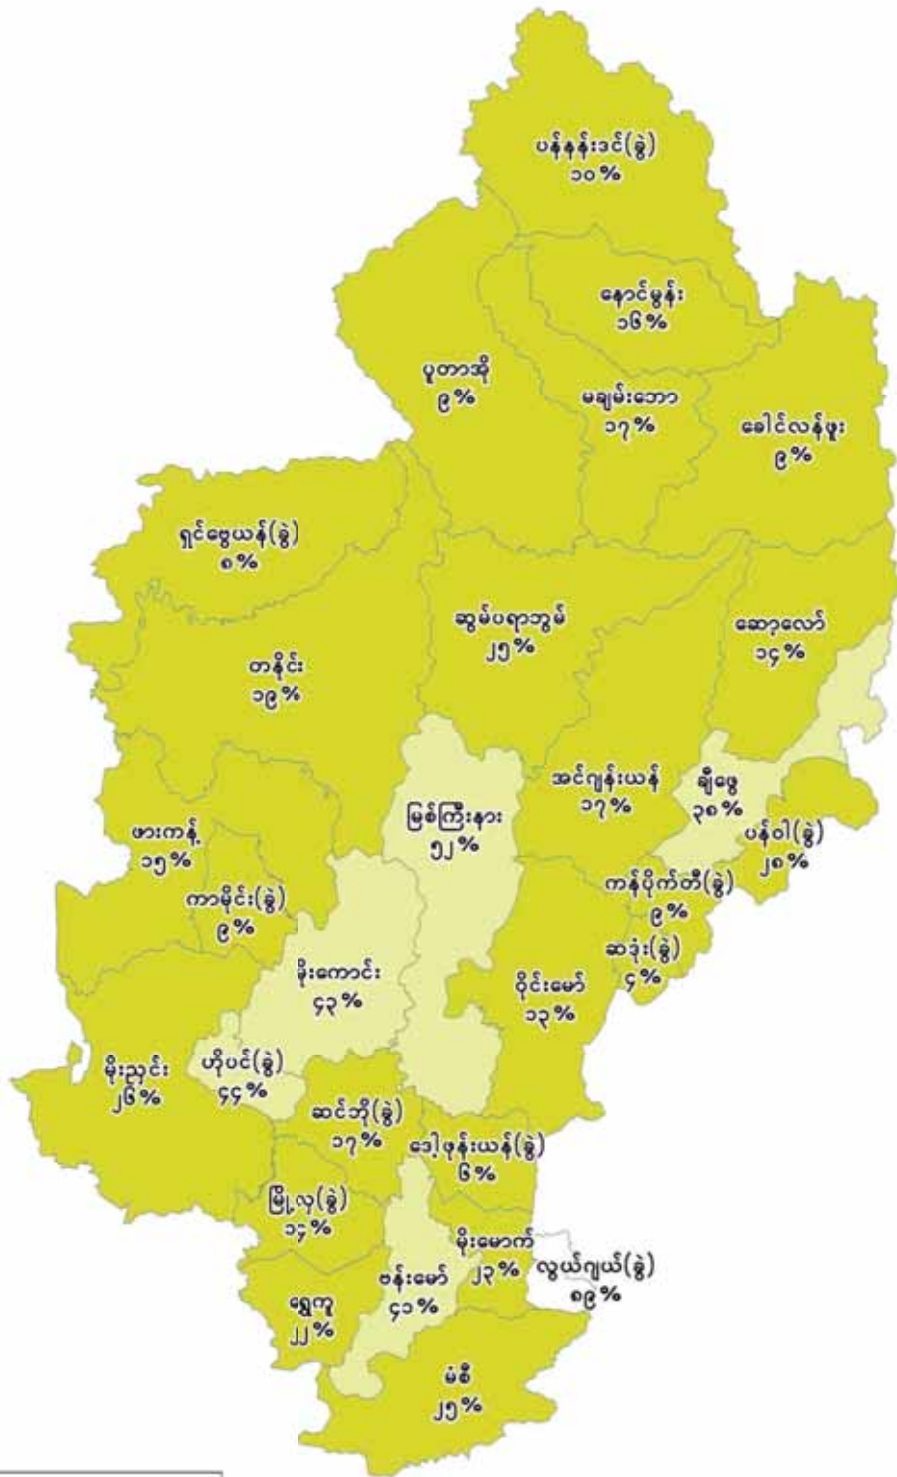 ပန်နန်းဒင်(ခွဲ)
၁၀%
နောင်မွန်း
၁၆%
ပူတာအို
၉%
မချမ်းဘော
၁၇%
ခေါင်လန်ဖူး
၉%
ရှင်ဗွေယန်(ခွဲ)
၈%
ဆွမ်ပရာဘွမ်
၂၅%
ဆော့လော်
၁၄%
တနိုင်း
၁၉%
အင်ဂျန်းယန်
၁၇%
ချီဖွေ
၃၈%
မြစ်ကြီးနား
၅၂%
ဖားကန့်
၁၅%
ပန်ဝါ(ခွဲ)
၂၈%
ကာမိုင်း(ခွဲ)
၉%
ကန်ပိုက်တီ(ခွဲ)
၉%
ဆဒုံး(ခွဲ)
၄%
မိုးကောင်း
၄၃%
ဝိုင်းမော်
၁၃%
မိုးညှင်း
၂၆%
ဟိုပင်(ခွဲ)
၄၄%
ဆင်ဘို(ခွဲ)
၁၇%
ဒေါ့ဖုန်းယန်(ခွဲ)
၆%
မြို့လှ(ခွဲ)
၁၄%
မိုးမောက်
၂၃%
လွယ်ဂျယ်(ခွဲ)
၈၉%
ဗန်းမော်
၄၁%
ရွှေကူ
၂၂%
မံစီ
၂၅%